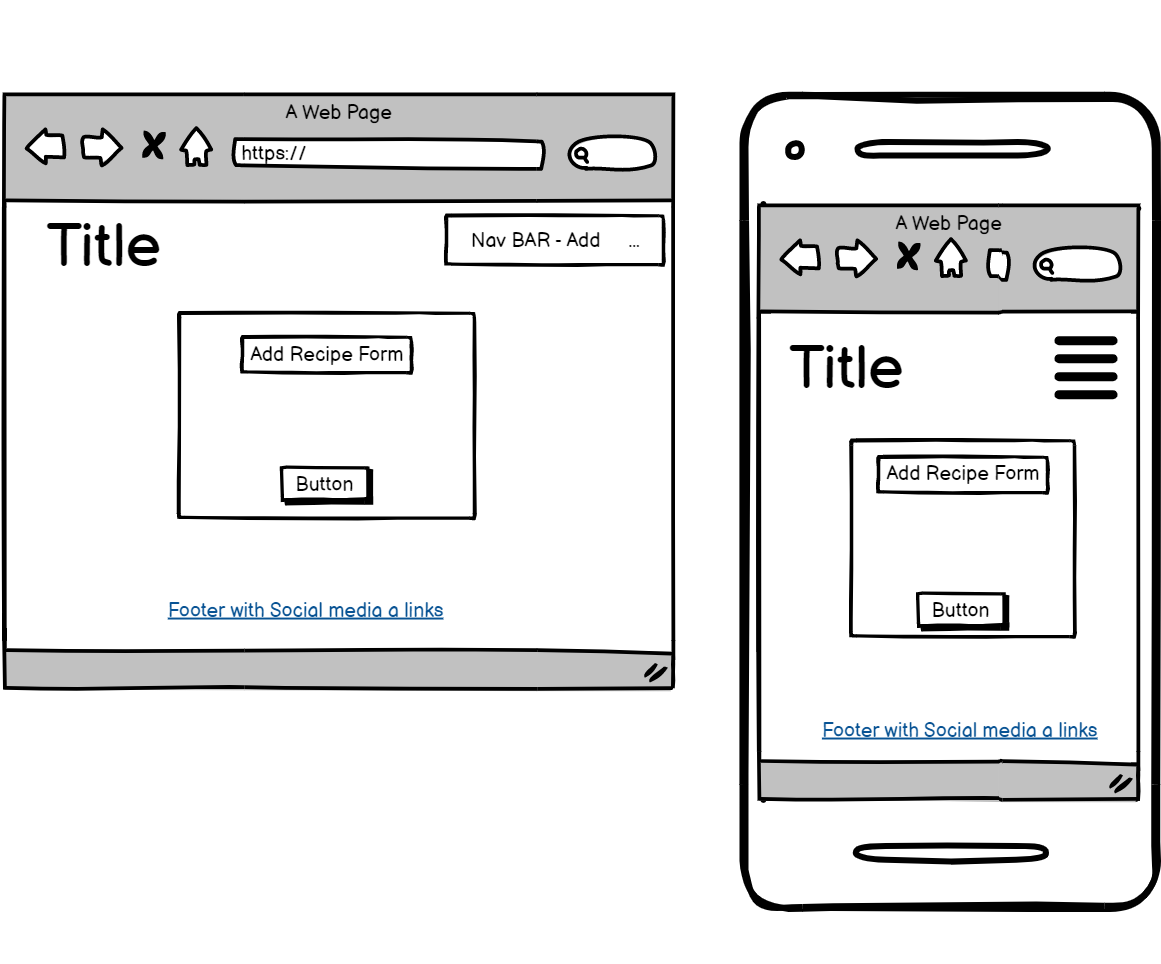 A Web Page
https://
Title
Nav BAR - Add ...
Add Recipe Form
Button
Footer with Social media a links
A Web Page
Title
Add Recipe Form
Button
Footer with Social media a links